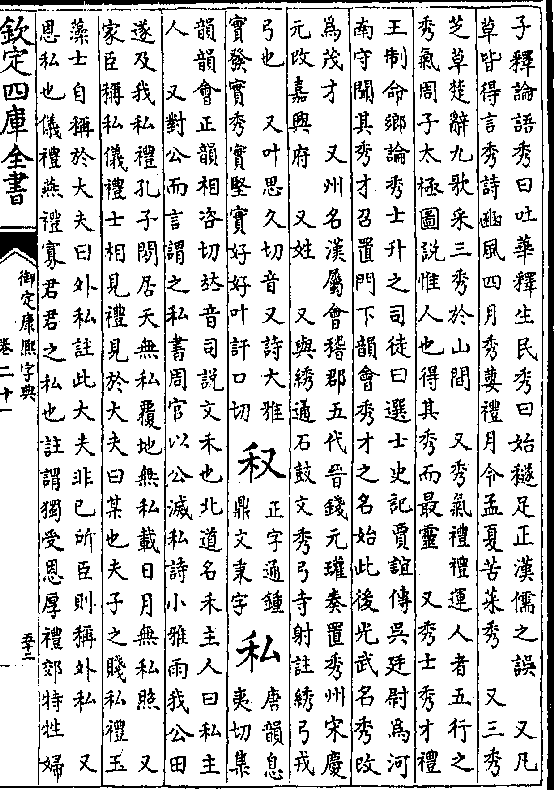 子釋論語秀曰吐華釋生民秀曰始穟足正漢儒之誤　又凡
草皆得言秀詩豳風四月秀葽禮月令孟夏苦菜秀　又三秀
芝草楚辭九歌采三秀於山間　又秀氣禮禮運人者五行之
秀氣周子太極圖說惟人也得其秀而最靈　又秀士秀才禮
王制命鄉論秀士升之司徒曰選士史記賈誼傳吳廷尉爲河
南守聞其秀才召置門下韻會秀才之名始此後光武名秀改
爲茂才　又州名漢屬會稽郡五代晉錢元瓘奏置秀州宋慶
元改嘉興府　又姓　又與綉通石鼓文秀弓寺射註綉弓戎
弓也　又叶思久切音又詩大雅
實發實秀實堅實好好叶訏口切
𥝢
正字通鍾
鼎文秉字
私
唐韻息
夷切集
韻韻會正韻相咨切𠀤音司說文禾也北道名禾主人曰私主
人　又對公而言謂之私書周官以公滅私詩小雅雨我公田
遂及我私禮孔子閒居天無私覆地無私載日月無私照　又
家臣稱私儀禮士相見禮見於大夫曰某也夫子之賤私禮玉
藻士自稱於大夫曰外私註此大夫非已所臣則稱外私　又
恩私也儀禮燕禮寡君君之私也註謂獨受恩厚禮郊特牲婦
欽定四庫全書
御定康熙字典
卷二十一